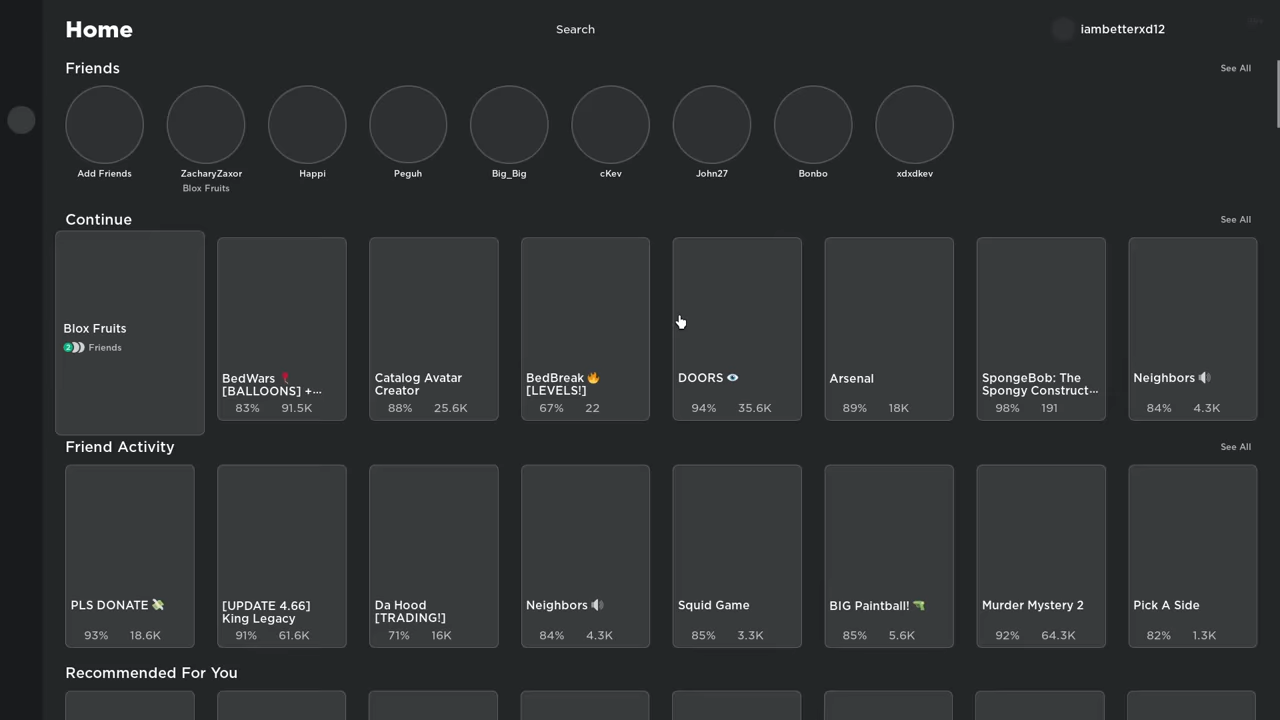 Home
Search
iambetterxd12
Friends
See All
Add Friends
ZacharyZaxor
Happi
Peguh
Big_Big
cKev
John27
Bonbo
xdxdkev
Blox Fruits
Continue
See All
Blox Fruits
2 Friends
BedWars
[BALLOONS] +...
83% 91.5K
Catalog Avatar
Creator
88% 25.6K
BedBreak 🔥
[LEVELS!]
67% 22
DOORS 👁️
94% 35.6K
Arsenal
89% 18K
SpongeBob: The
Spongy Construct...
98% 191
Neighbors 🔊
84% 4.3K
Friend Activity
See All
PLS DONATE 💸
93% 18.6K
[UPDATE 4.66]
King Legacy
91% 61.6K
Da Hood
[TRADING!]
71% 16K
Neighbors 🔊
84% 4.3K
Squid Game
85% 3.3K
BIG Paintball! 🔫
85% 5.6K
Murder Mystery 2
92% 64.3K
Pick A Side
82% 1.3K
Recommended For You